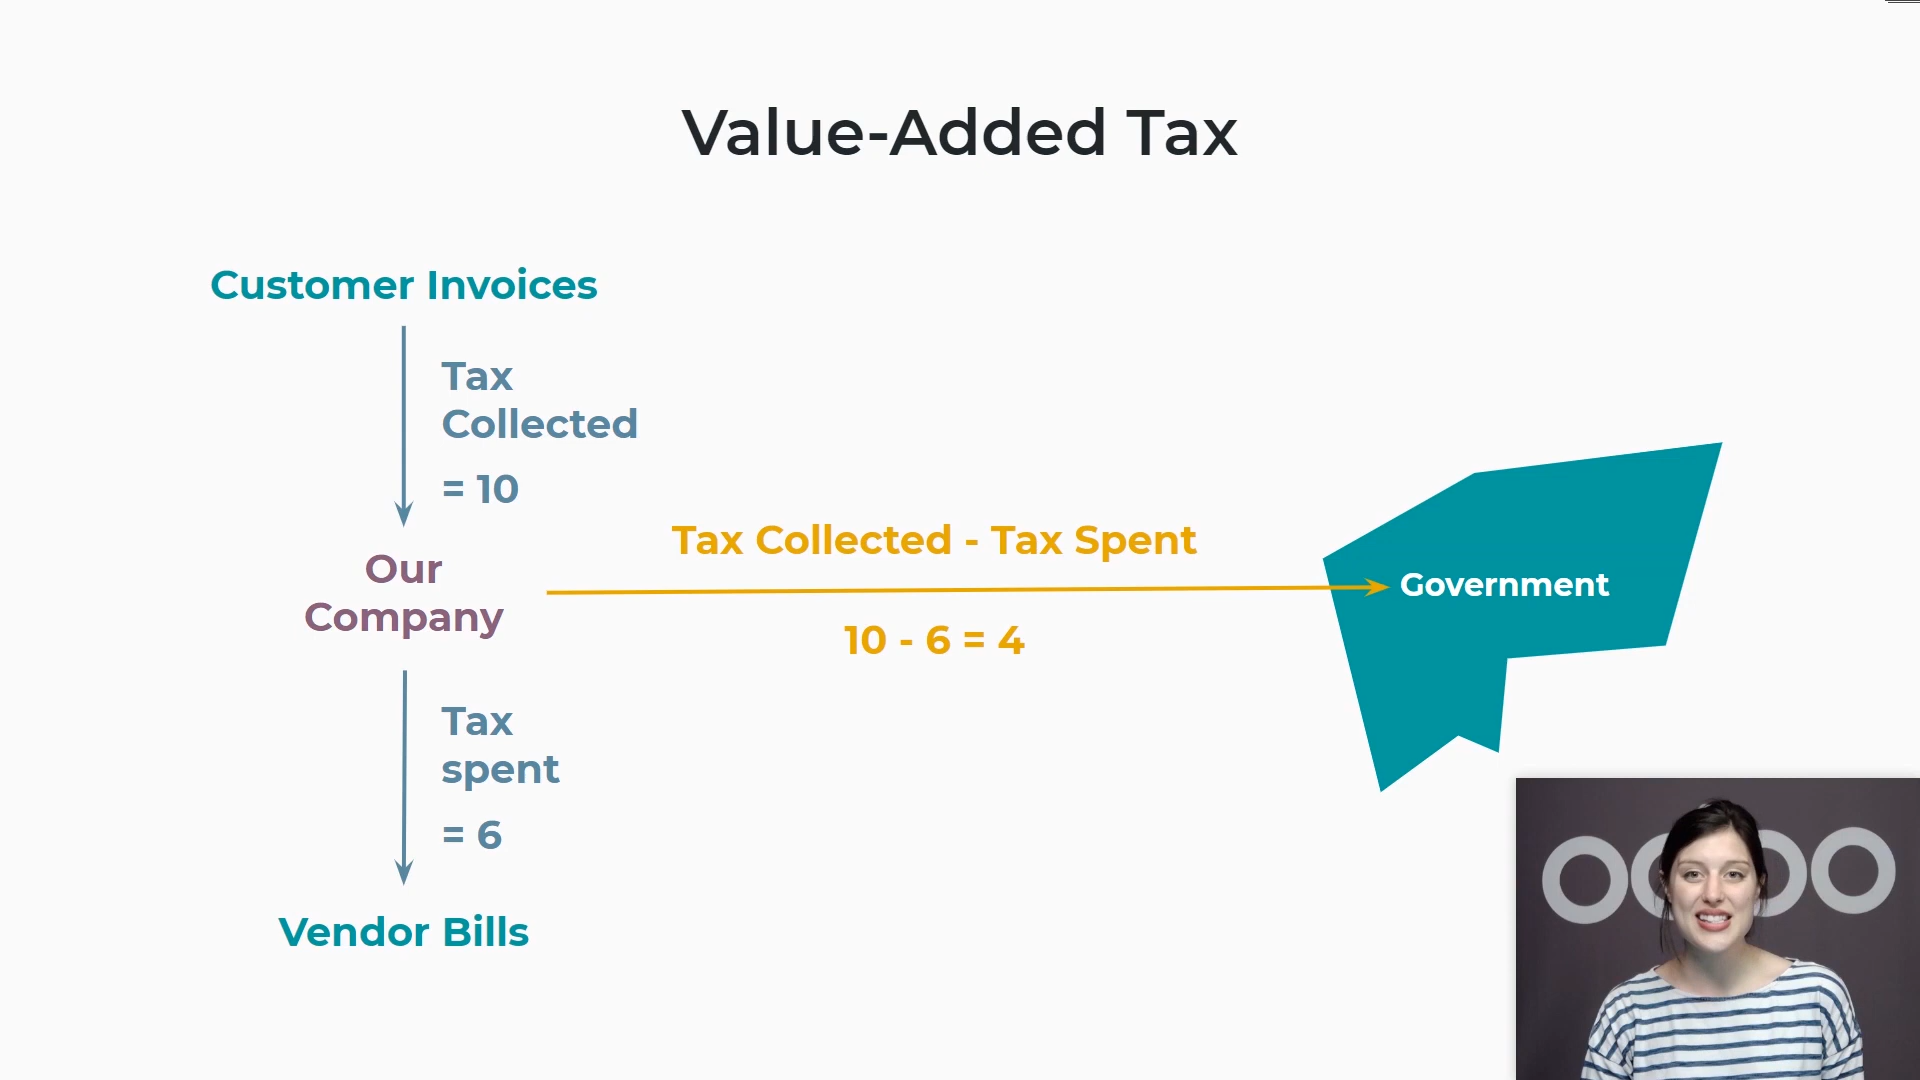 Value-Added Tax
Customer Invoices
Tax
Collected
= 10
Our
Company
Tax Collected - Tax Spent
10 - 6 = 4
Government
Tax
spent
= 6
Vendor Bills
odoo